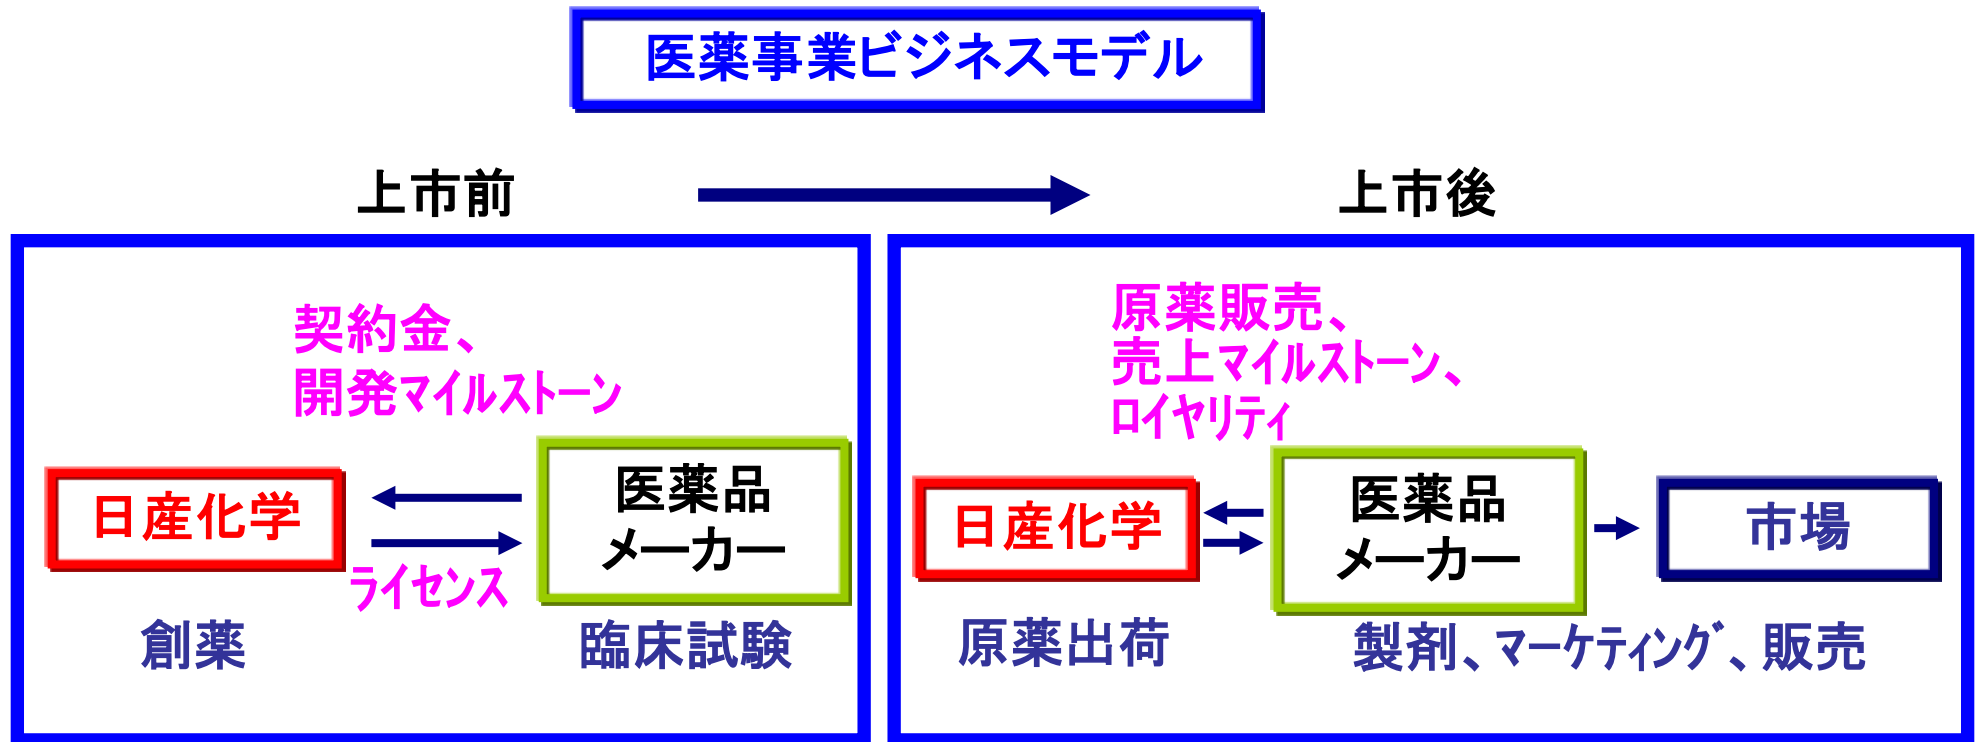 医薬事業ビジネスモデル
上市前
上市後
契約金、
開発ﾏｲﾙｽﾄｰﾝ
日産化学
医薬品
メーカー
ﾗｲｾﾝｽ
創薬
臨床試験
原薬販売、
売上ﾏｲﾙｽﾄｰﾝ、
ﾛｲﾔﾘﾃｨ
日産化学
医薬品
メーカー
市場
原薬出荷
製剤、ﾏｰｹﾃｨﾝｸﾞ、販売